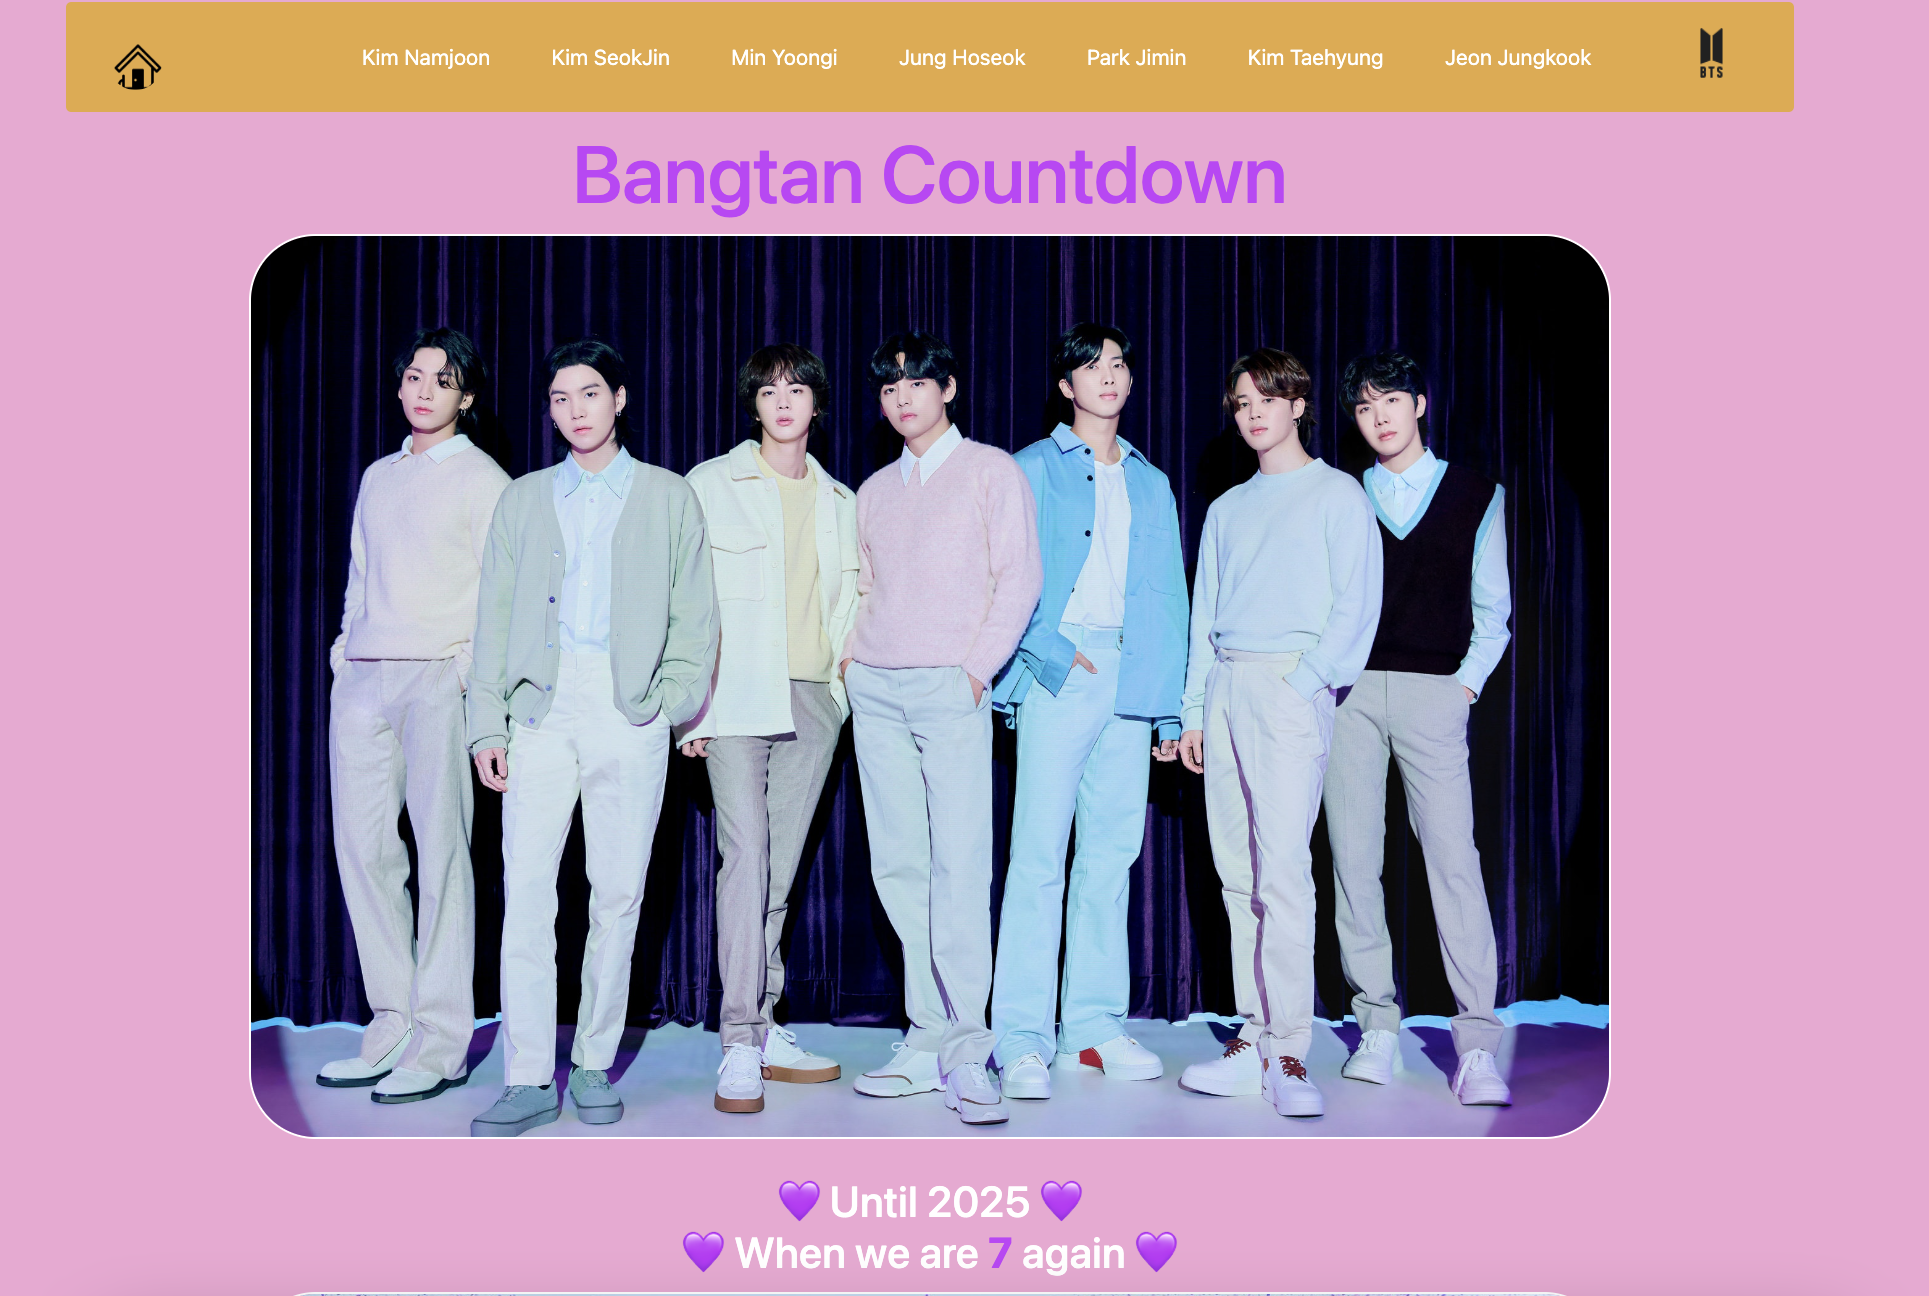 Kim Namjoon Kim SeokJin Min Yoongi Jung Hoseok Park Jimin Kim Taehyung Jeon Jungkook
BTS
Bangtan Countdown
💜 Until 2025 💜
💜 When we are 7 again 💜